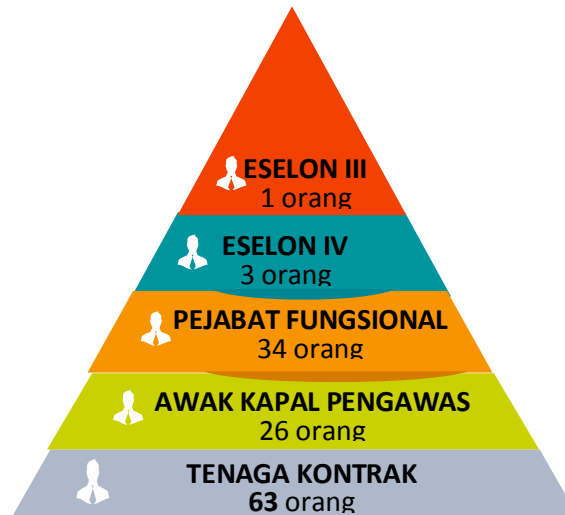 ESELON III
1 orang
ESELON IV
3 orang
PEJABAT FUNGSIONAL
34 orang
AWAK KAPAL PENGAWAS
26 orang
TENAGA KONTRAK
63 orang